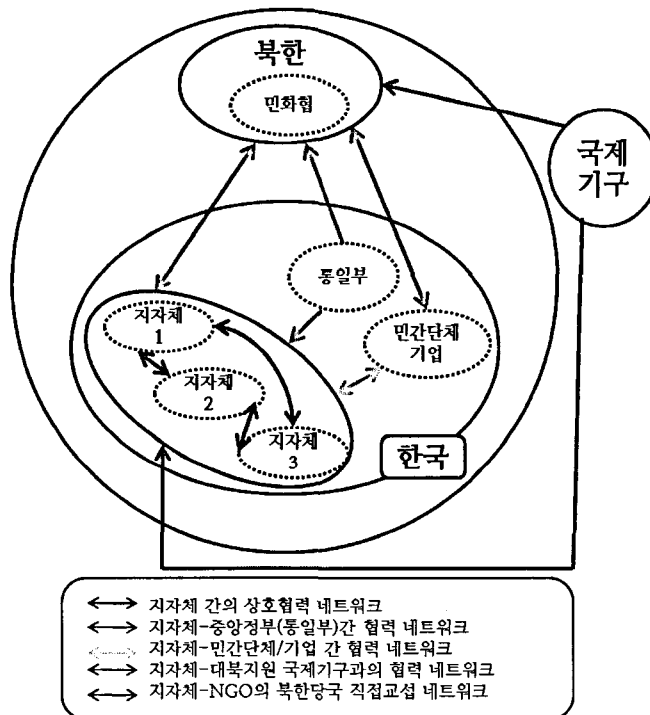 북한
민화협
국제
기구
통일부
지자체
1
민간단체
기업
지자체
2
지자체
3
한국
지자체 간의 상호협력 네트워크
지자체-중앙정부(통일부)간 협력 네트워크
지자체-민간단체/기업 간 협력 네트워크
지자체-대북지원 국제기구과의 협력 네트워크
지자체-NGO의 북한당국 직접교섭 네트워크